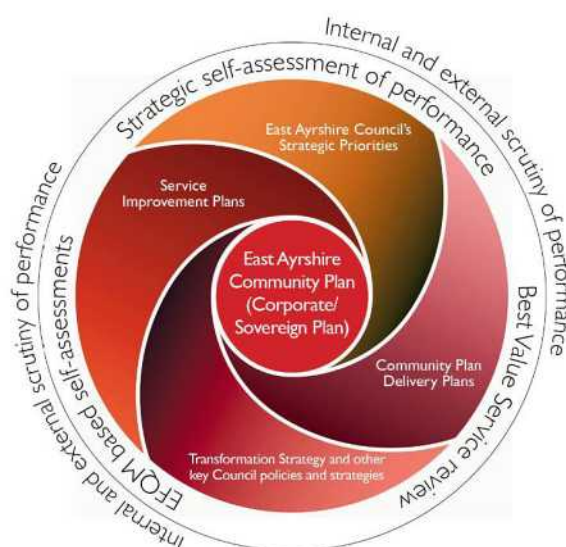 Internal and external scrutiny of performance
Strategic self-assessment of performance
East Ayrshire Council's
Strategic Priorities
Service
Improvement Plans
East Ayrshire
Community Plan
(Corporate/
Sovereign Plan)
Community Plan
Delivery Plans
Transformation Strategy and other
key Council policies and strategies
Best Value Service review
EFQM based self-assessments
Internal and external scrutiny of performance